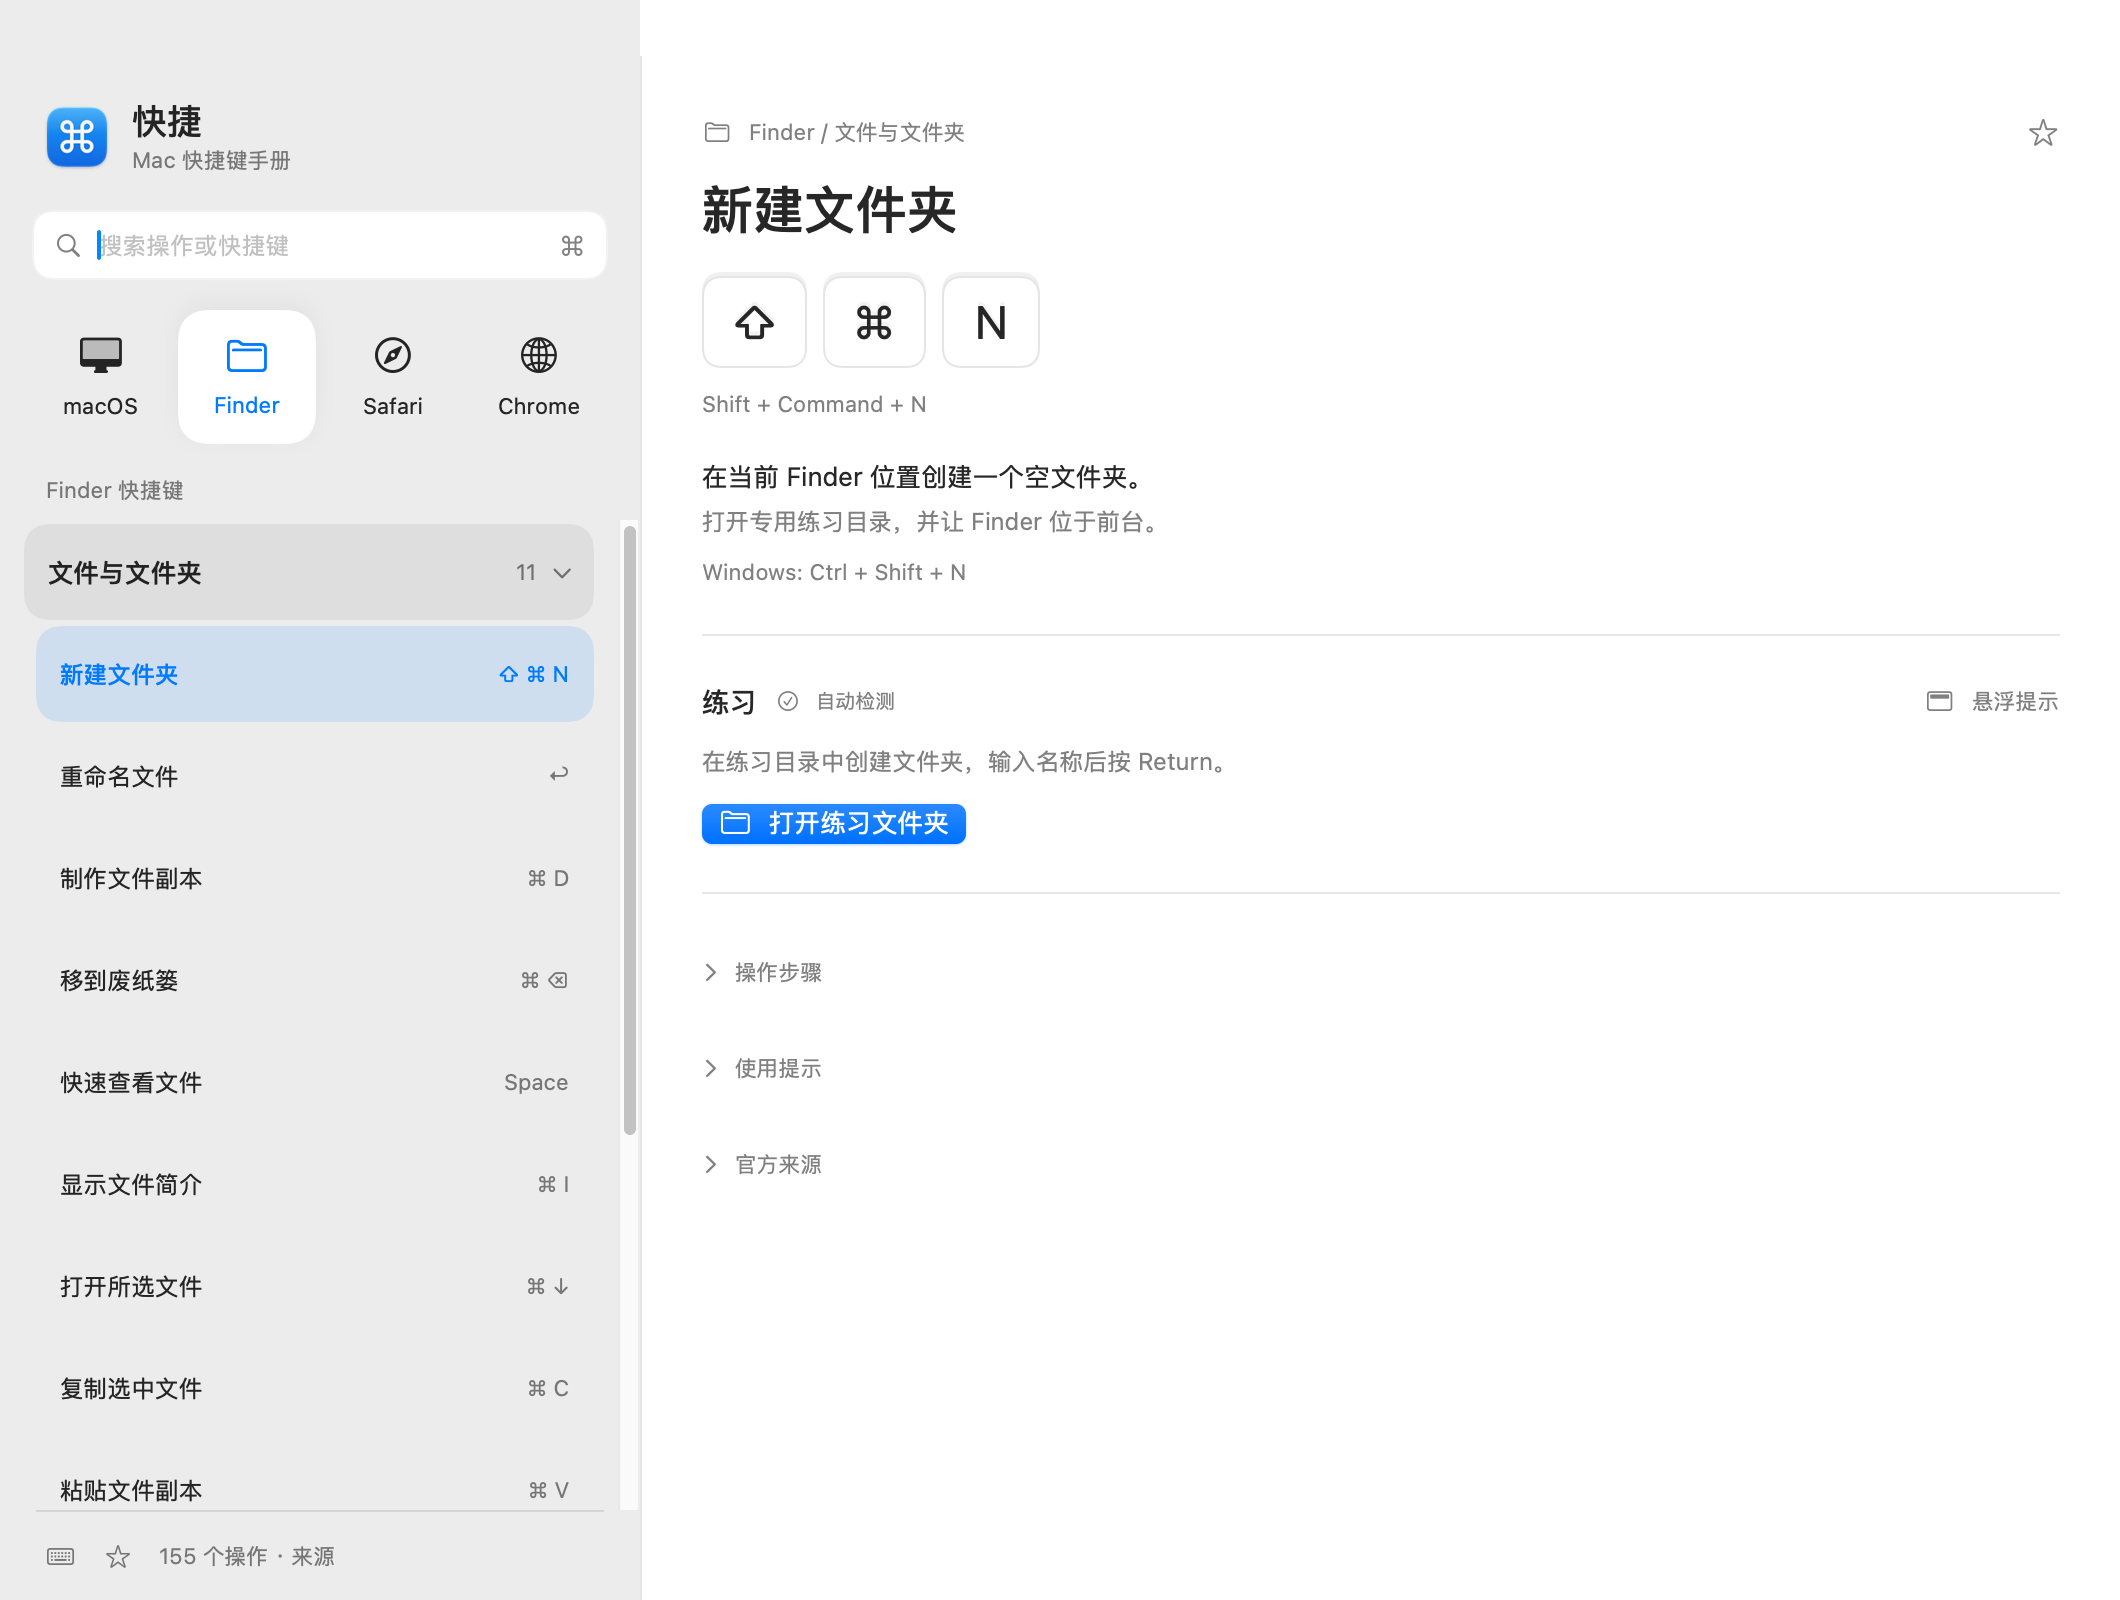 快捷
Mac 快捷键手册
搜索操作或快捷键 ⌘
macOS Finder Safari Chrome
Finder 快捷键
文件与文件夹 11
新建文件夹 ⇧ ⌘ N
重命名文件 ↩
制作文件副本 ⌘ D
移到废纸篓 ⌘ ⌫
快速查看文件 Space
显示文件简介 ⌘ I
打开所选文件 ⌘ ↓
复制选中文件 ⌘ C
粘贴文件副本 ⌘ V
155 个操作 · 来源
Finder / 文件与文件夹
新建文件夹
⇧ ⌘ N
Shift + Command + N
在当前 Finder 位置创建一个空文件夹。
打开专用练习目录，并让 Finder 位于前台。
Windows: Ctrl + Shift + N
练习 自动检测 悬浮提示
在练习目录中创建文件夹，输入名称后按 Return。
打开练习文件夹
操作步骤
使用提示
官方来源